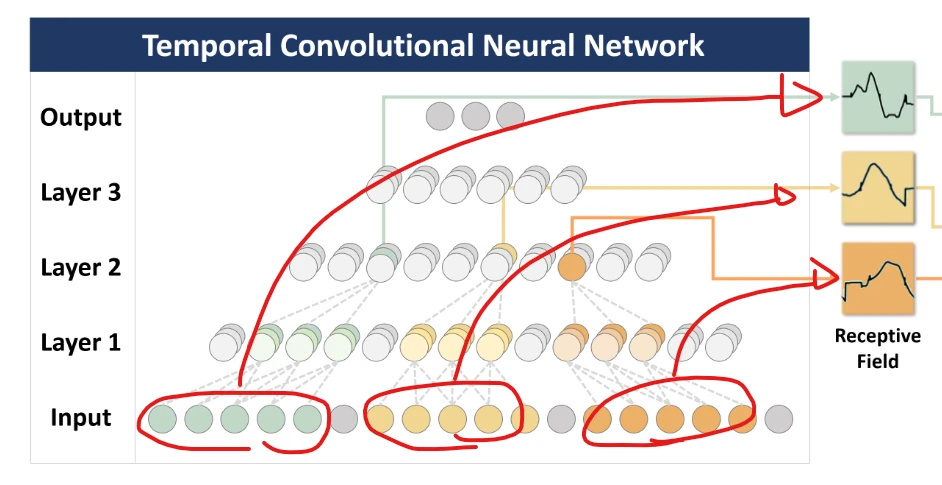 Temporal Convolutional Neural Network
Output
Layer 3
Layer 2
Layer 1
Input
Receptive
Field